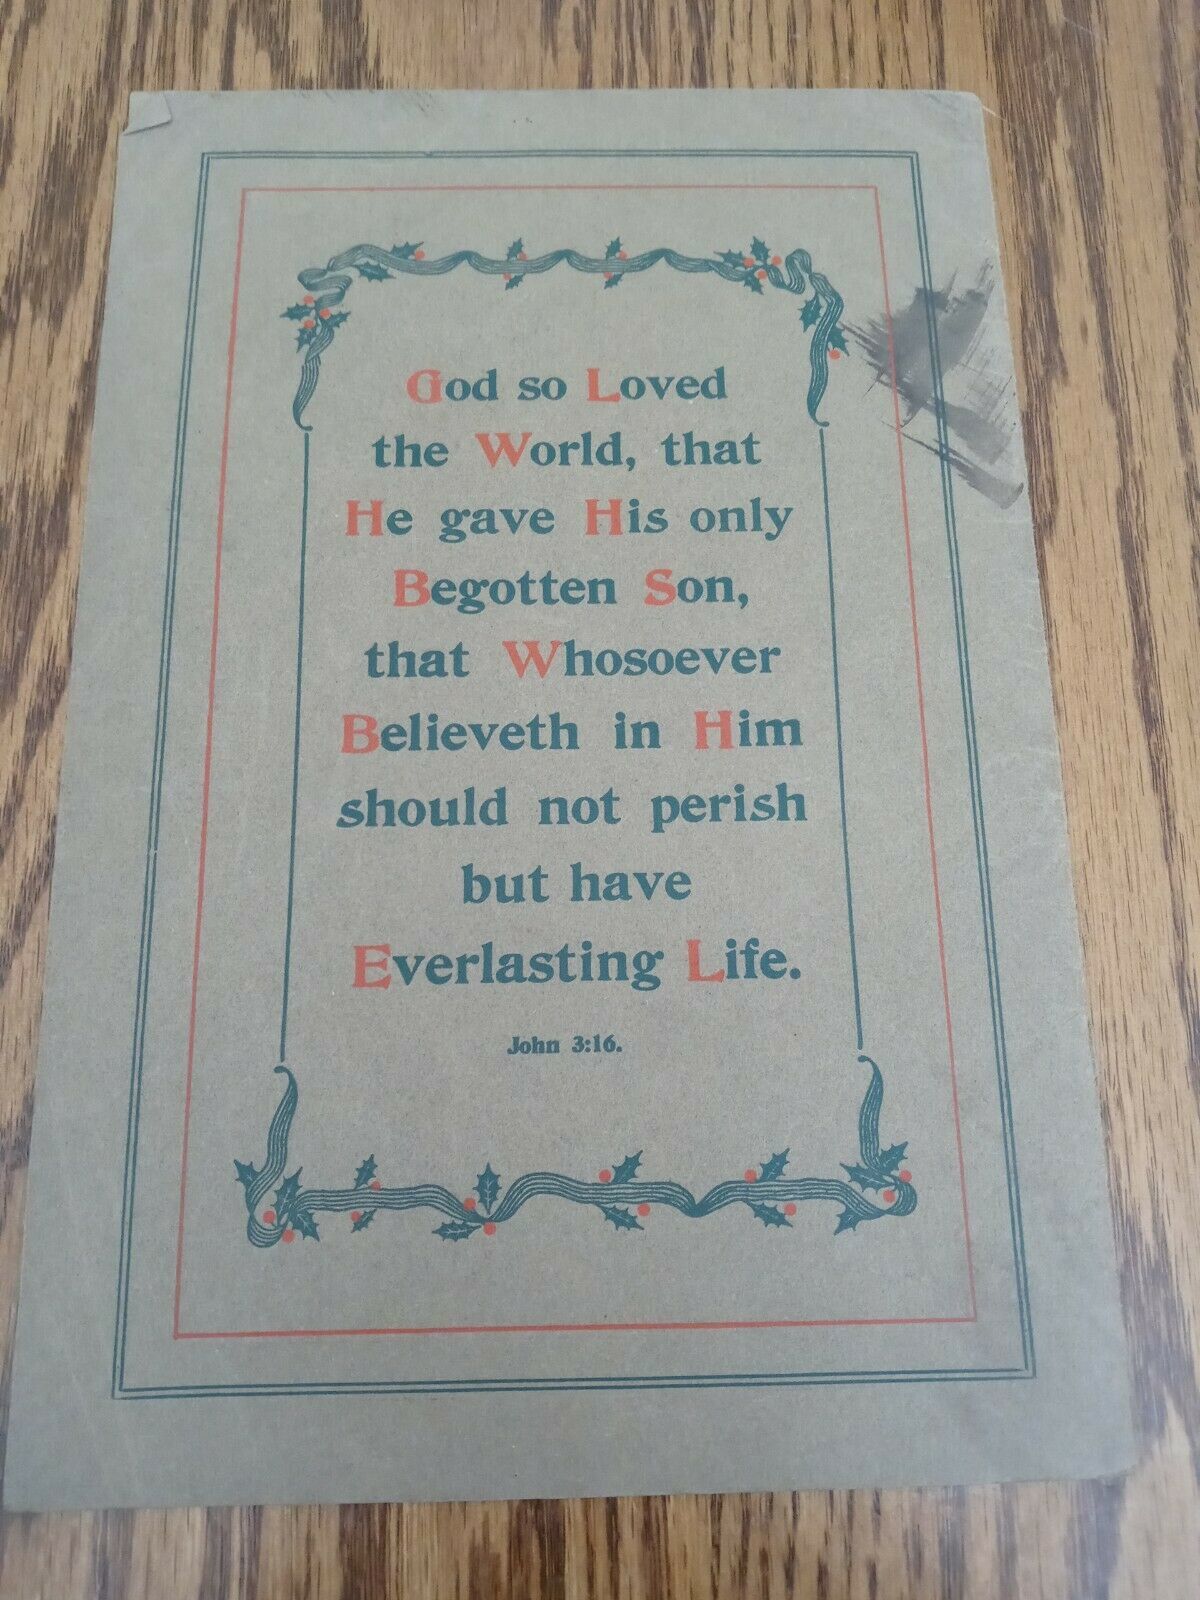 God so Loved
the World, that
He gave His only
Begotten Son,
that Whosoever
Believeth in Him
should not perish
but have
Everlasting Life.
John 3:16.